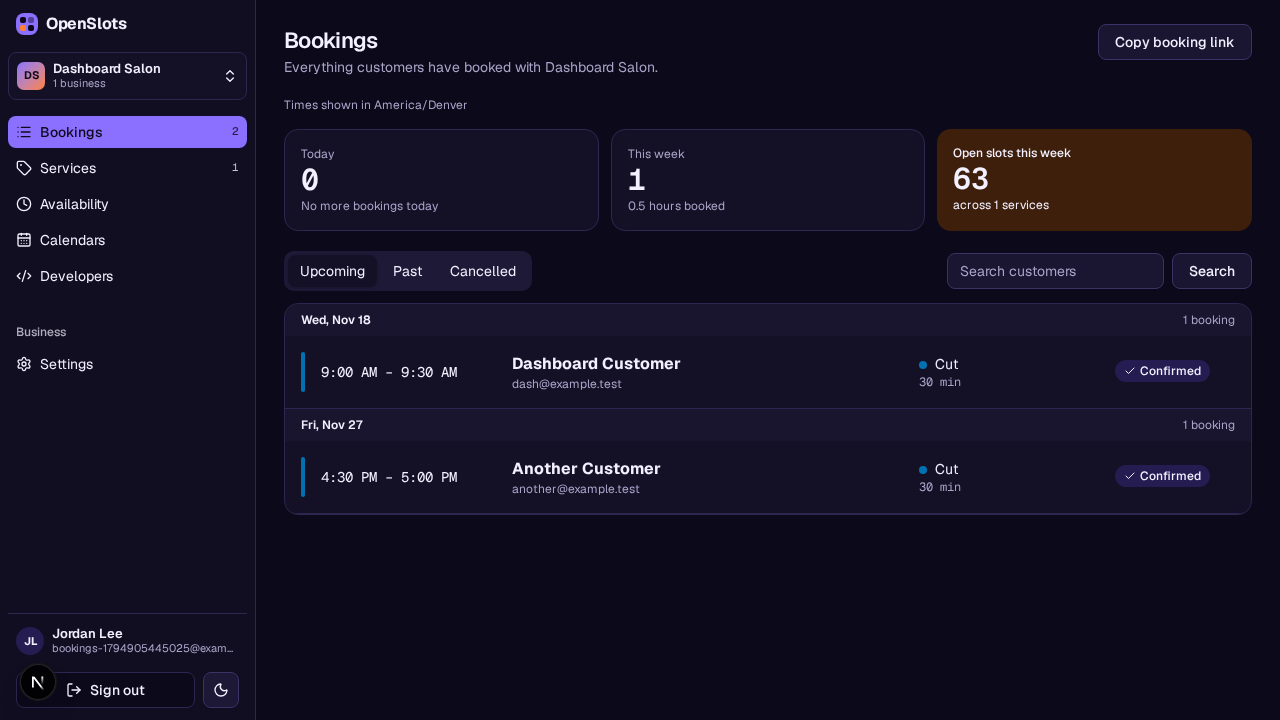 OpenSlots
DS
Dashboard Salon
1 business
Bookings 2
Services 1
Availability
Calendars
Developers
Business
Settings
JL
Jordan Lee
bookings-1794905445025@exam…
N
Sign out
Bookings
Everything customers have booked with Dashboard Salon.
Copy booking link
Times shown in America/Denver
Today
0
No more bookings today
This week
1
0.5 hours booked
Open slots this week
63
across 1 services
Upcoming Past Cancelled
Search customers Search
Wed, Nov 18 1 booking
9:00 AM – 9:30 AM
Dashboard Customer
dash@example.test
Cut
30 min
Confirmed
Fri, Nov 27 1 booking
4:30 PM – 5:00 PM
Another Customer
another@example.test
Cut
30 min
Confirmed